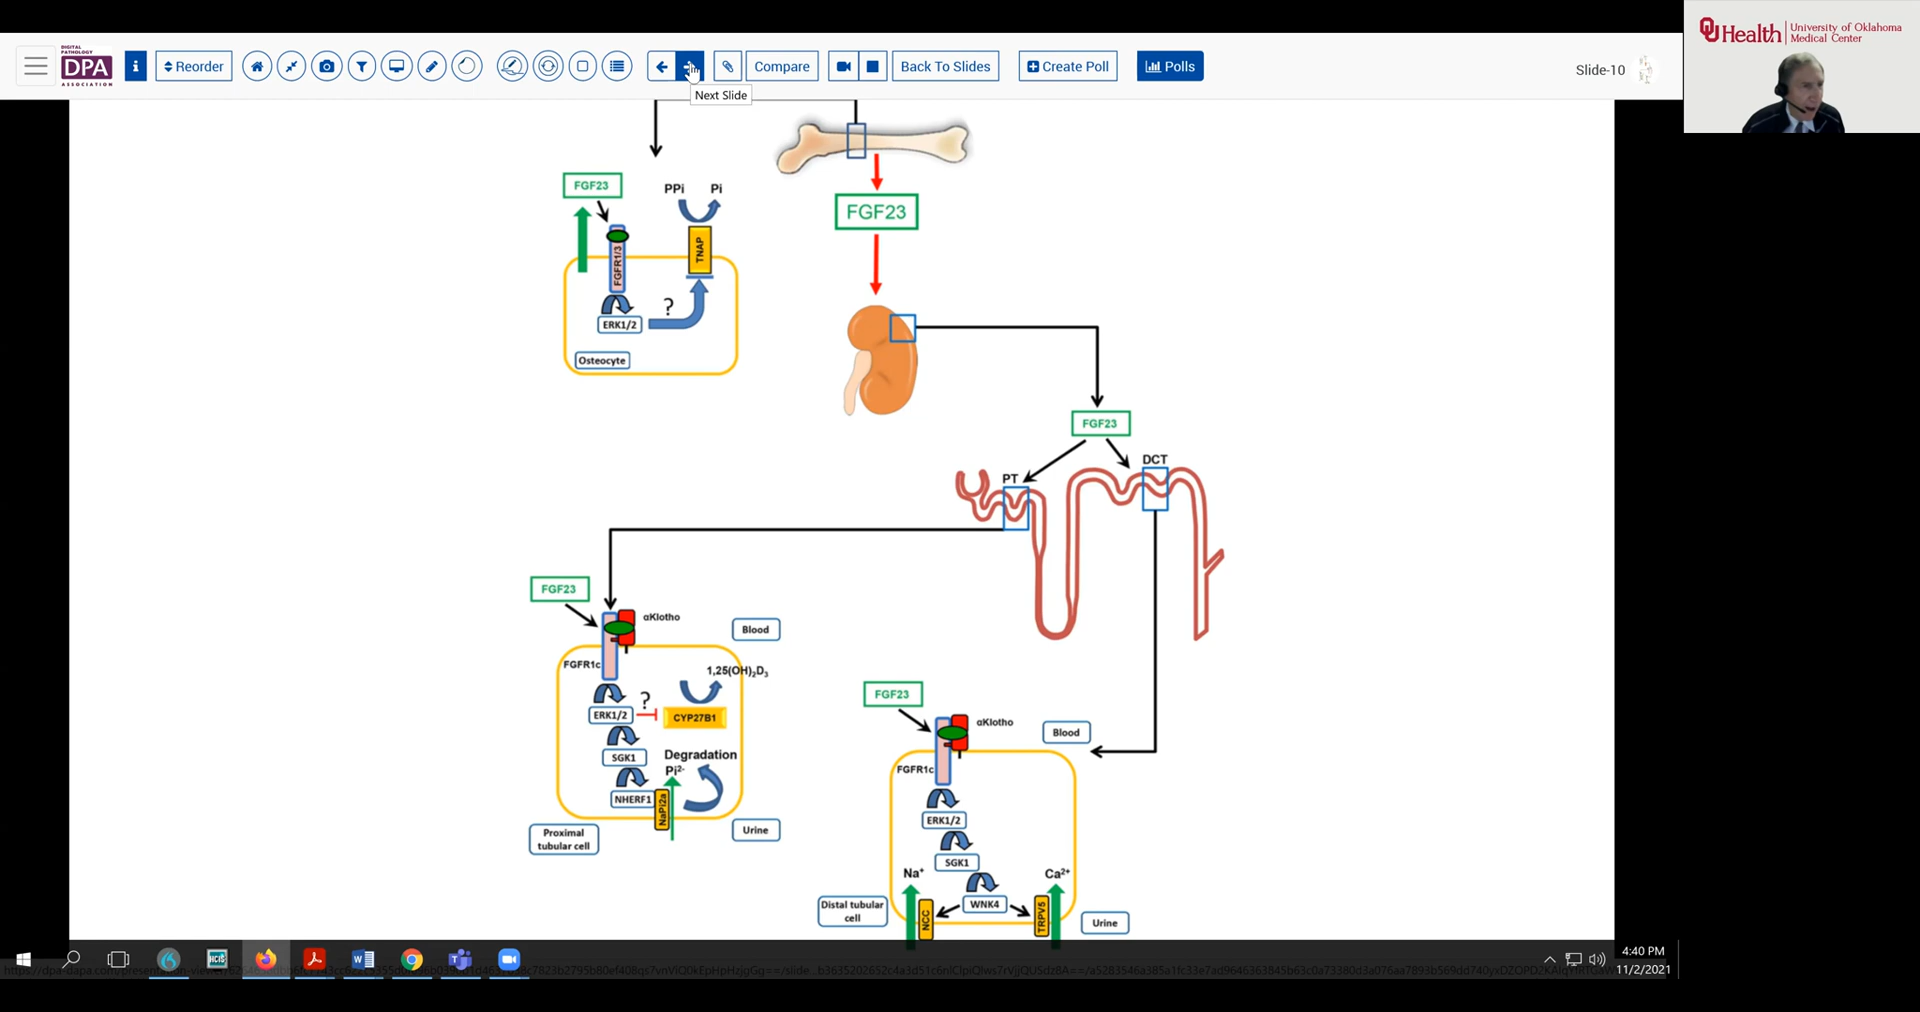 OU Health University of Oklahoma
Medical Center
DIGITAL
PATHOLOGY
DPA
ASSOCIATION
i
Reorder
Compare
Back To Slides
Create Poll
Polls
Slide-10
Next Slide
FGF23
PPi
Pi
FGFR1/3
TNAP
?
ERK1/2
Osteocyte
FGF23
FGF23
PT
DCT
FGF23
αKlotho
Blood
FGFR1c
1,25(OH)₂D₃
ERK1/2
?
CYP27B1
SGK1
Degradation
Pi²⁻
NHERF1
NaPi2a
Proximal
tubular cell
Urine
FGF23
αKlotho
Blood
FGFR1c
ERK1/2
SGK1
Na⁺
Ca²⁺
WNK4
NCC
TRPV5
Distal tubular
cell
Urine
HCIS
4:40 PM
11/2/2021